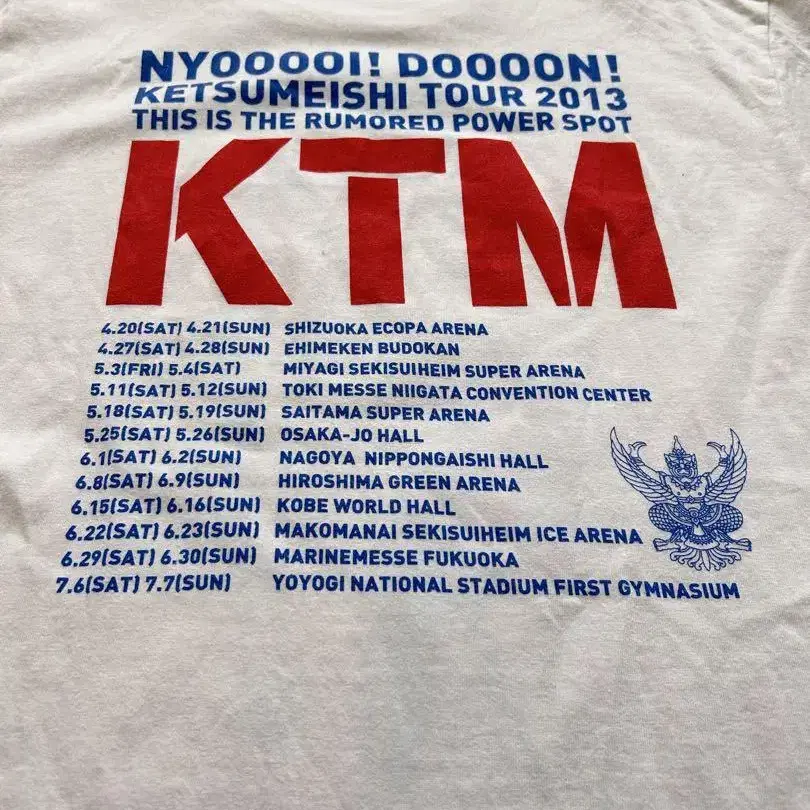 NYOOOOI! DOOOON!
KETSUMEISHI TOUR 2013
THIS IS THE RUMORED POWER SPOT
KTM
4.20(SAT) 4.21(SUN) SHIZUOKA ECOPA ARENA
4.27(SAT) 4.28(SUN) EHIMEKEN BUDOKAN
5.3(FRI) 5.4(SAT) MIYAGI SEKISUIHEIM SUPER ARENA
5.11(SAT) 5.12(SUN) TOKI MESSE NIIGATA CONVENTION CENTER
5.18(SAT) 5.19(SUN) SAITAMA SUPER ARENA
5.25(SAT) 5.26(SUN) OSAKA-JO HALL
6.1(SAT) 6.2(SUN) NAGOYA NIPPONGAISHI HALL
6.8(SAT) 6.9(SUN) HIROSHIMA GREEN ARENA
6.15(SAT) 6.16(SUN) KOBE WORLD HALL
6.22(SAT) 6.23(SUN) MAKOMANAI SEKISUIHEIM ICE ARENA
6.29(SAT) 6.30(SUN) MARINEMESSE FUKUOKA
7.6(SAT) 7.7(SUN) YOYOGI NATIONAL STADIUM FIRST GYMNASIUM